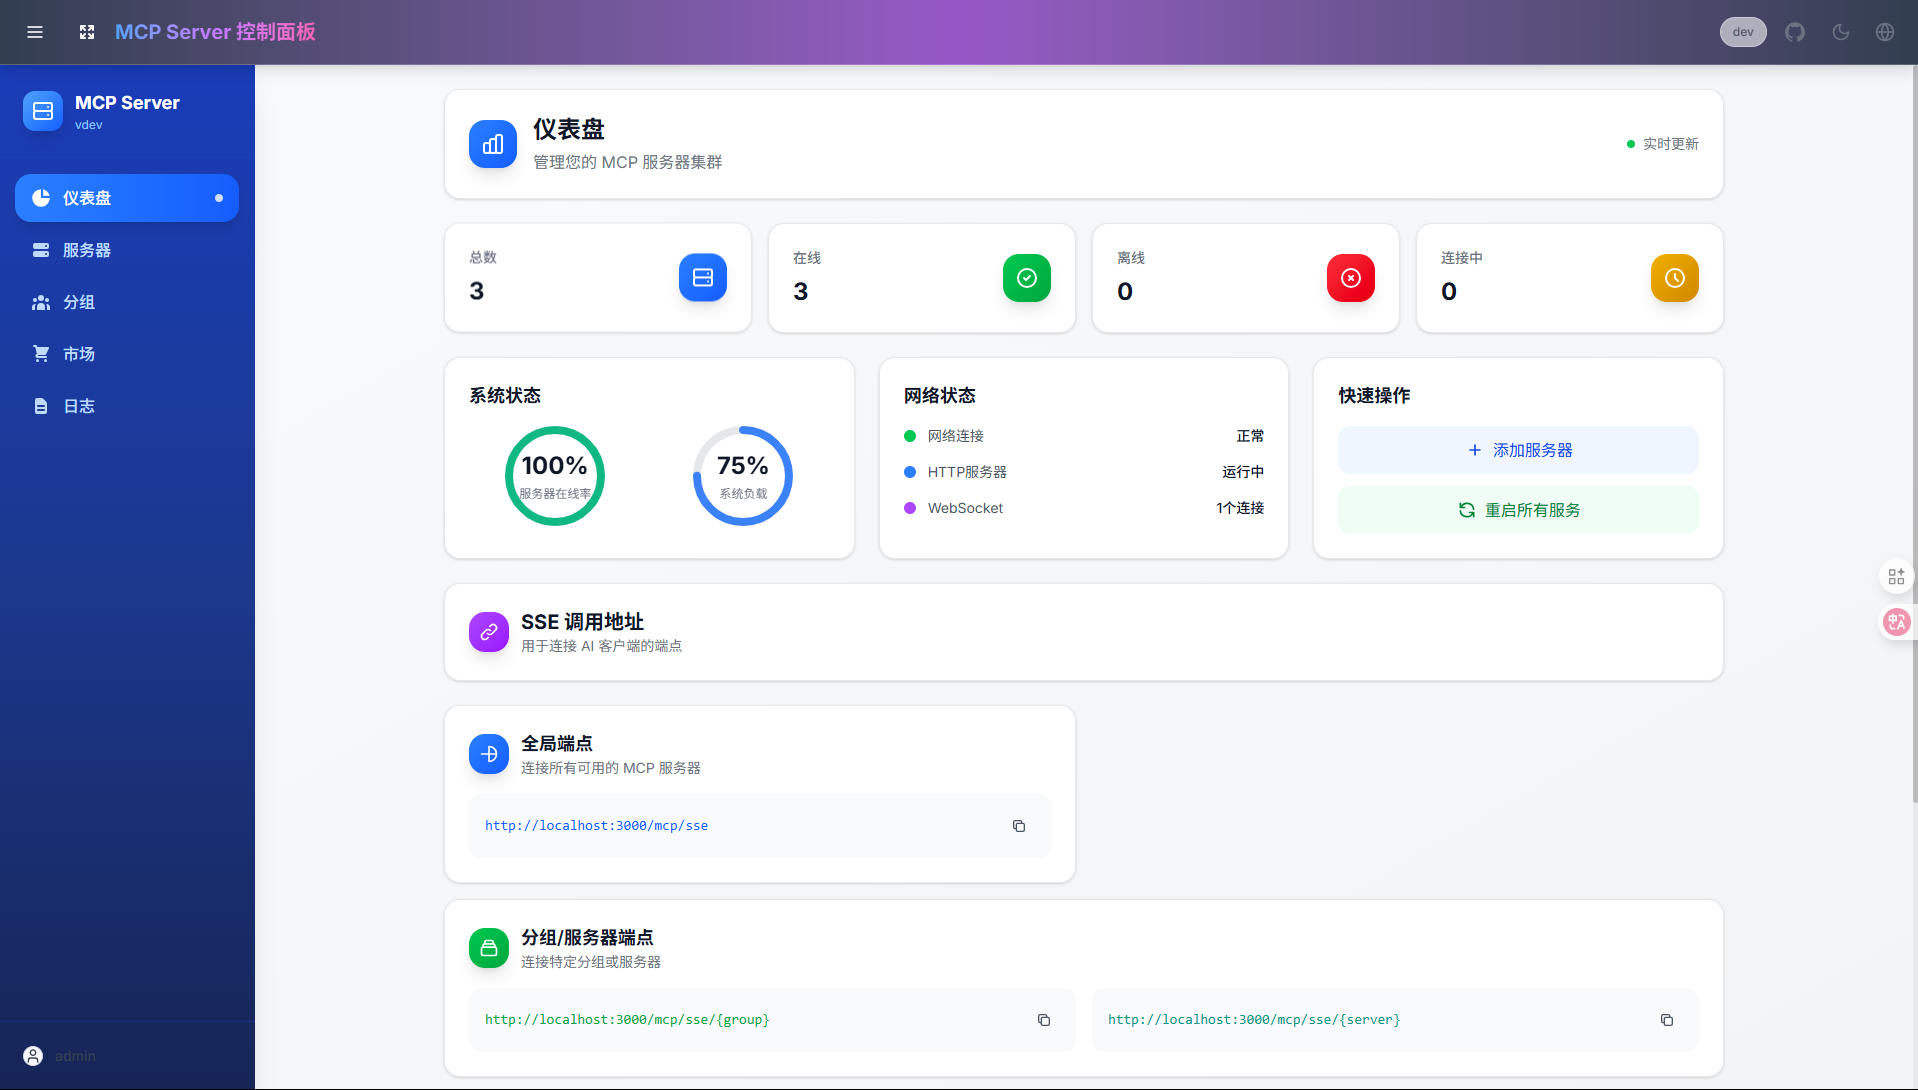 MCP Server 控制面板
dev
MCP Server
vdev
仪表盘
服务器
分组
市场
日志
admin
仪表盘
管理您的 MCP 服务器集群
实时更新
总数
3
在线
3
离线
0
连接中
0
系统状态
100%
服务器在线率
75%
系统负载
网络状态
网络连接
正常
HTTP服务器
运行中
WebSocket
1个连接
快速操作
添加服务器
重启所有服务
SSE 调用地址
用于连接 AI 客户端的端点
全局端点
连接所有可用的 MCP 服务器
http://localhost:3000/mcp/sse
分组/服务器端点
连接特定分组或服务器
http://localhost:3000/mcp/sse/{group}
http://localhost:3000/mcp/sse/{server}